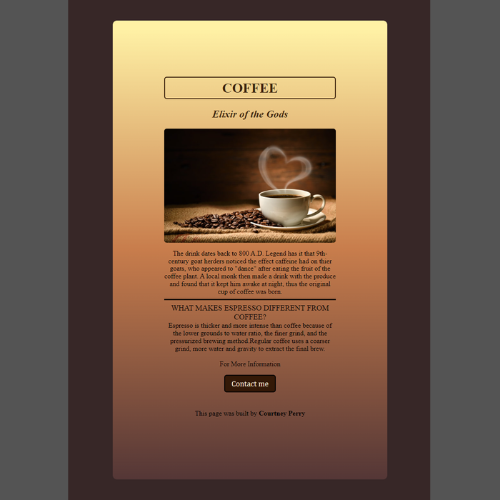 COFFEE
Elixir of the Gods
The drink dates back to 800 A.D. Legend has it that 9th-
century goat herders noticed the effect caffeine had on their
goats, who appeared to "dance" after eating the fruit of the
coffee plant. A local monk then made a drink with the produce
and found that it kept him awake at night, thus the original
cup of coffee was born.
WHAT MAKES ESPRESSO DIFFERENT FROM
COFFEE?
Espresso is thicker and more intense than coffee because of
the lower grounds to water ratio, the finer grind, and the
pressurized brewing method.Regular coffee uses a courser
grind, more water and gravity to extract the final brew.
For More Information
Contact me
This page was built by Courtney Perry